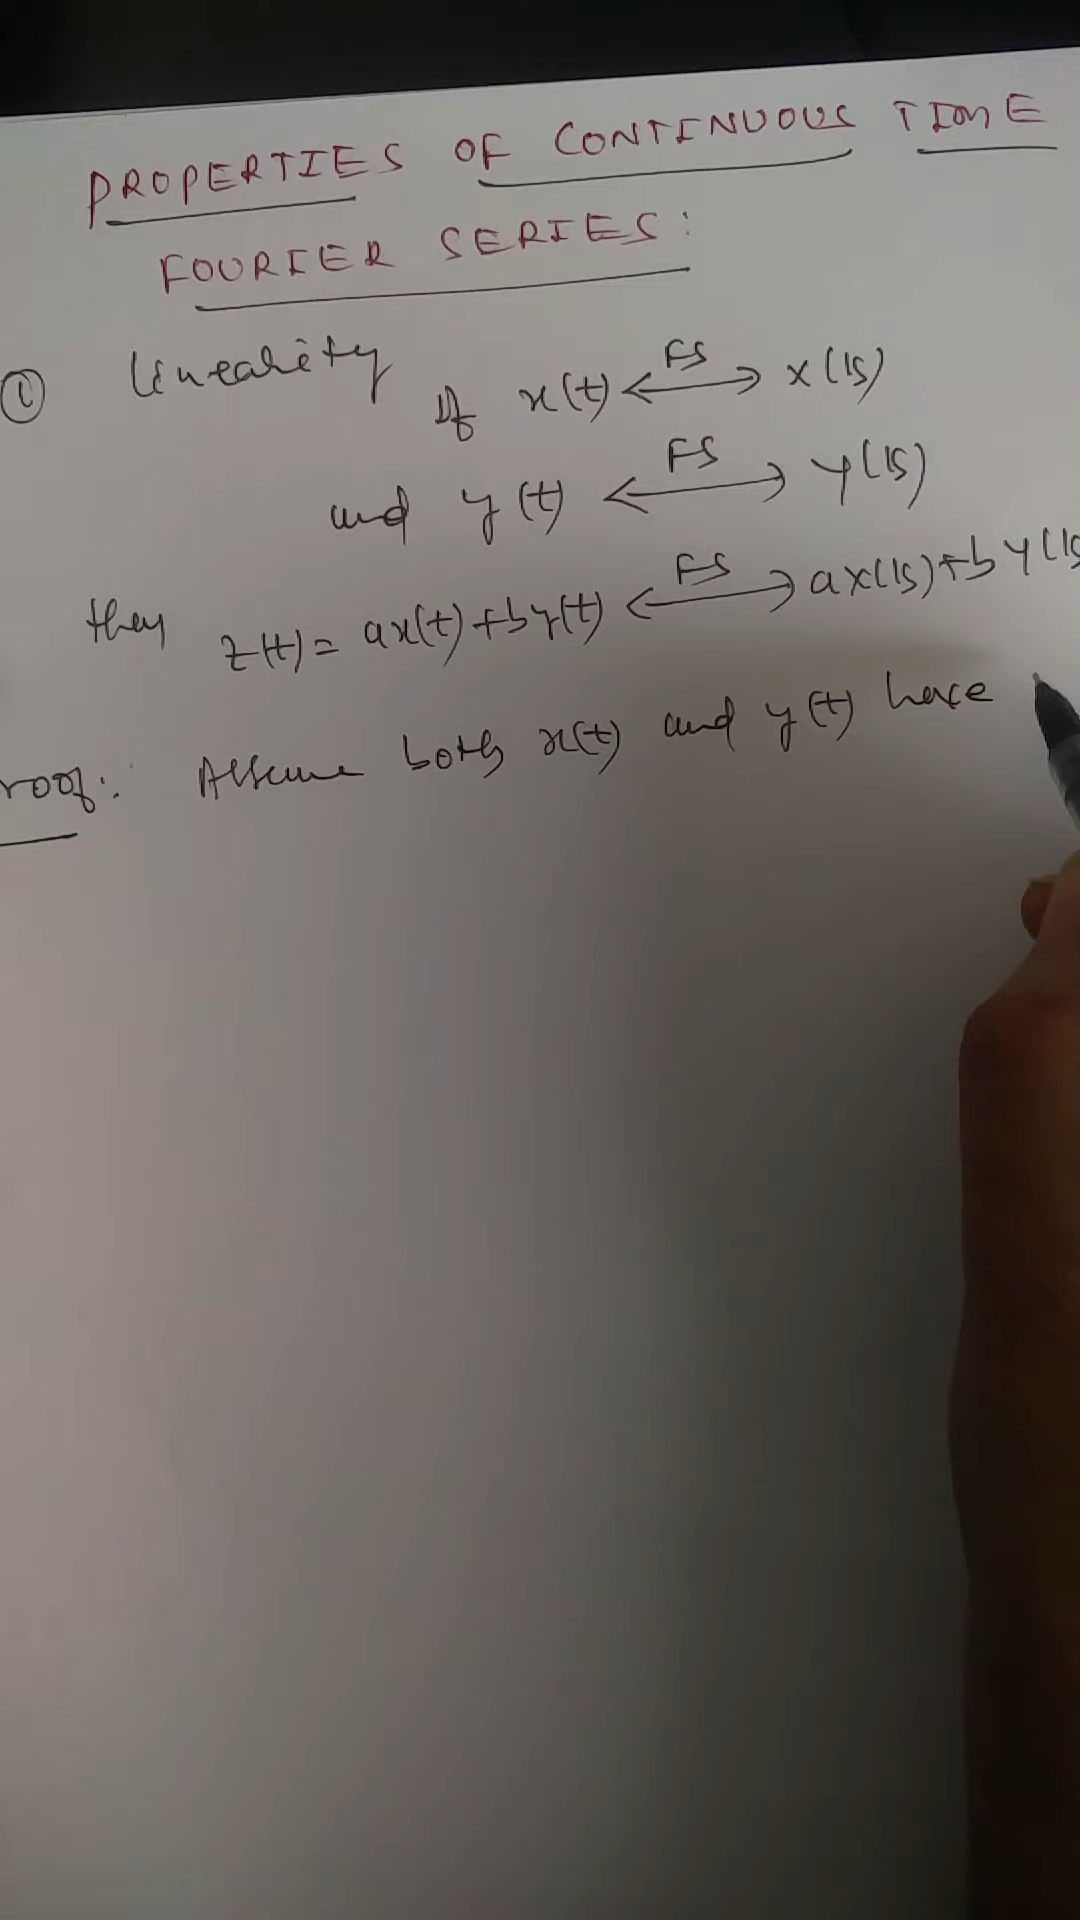 PROPERTIES OF CONTINUOUS TIME
FOURIER SERIES:
① Linearity
If x(t) <-FS-> X(k)
and y(t) <-FS-> Y(k)
then z(t) = ax(t)+by(t) <-FS-> aX(k)+bY(k
roof: Assume both x(t) and y(t) have